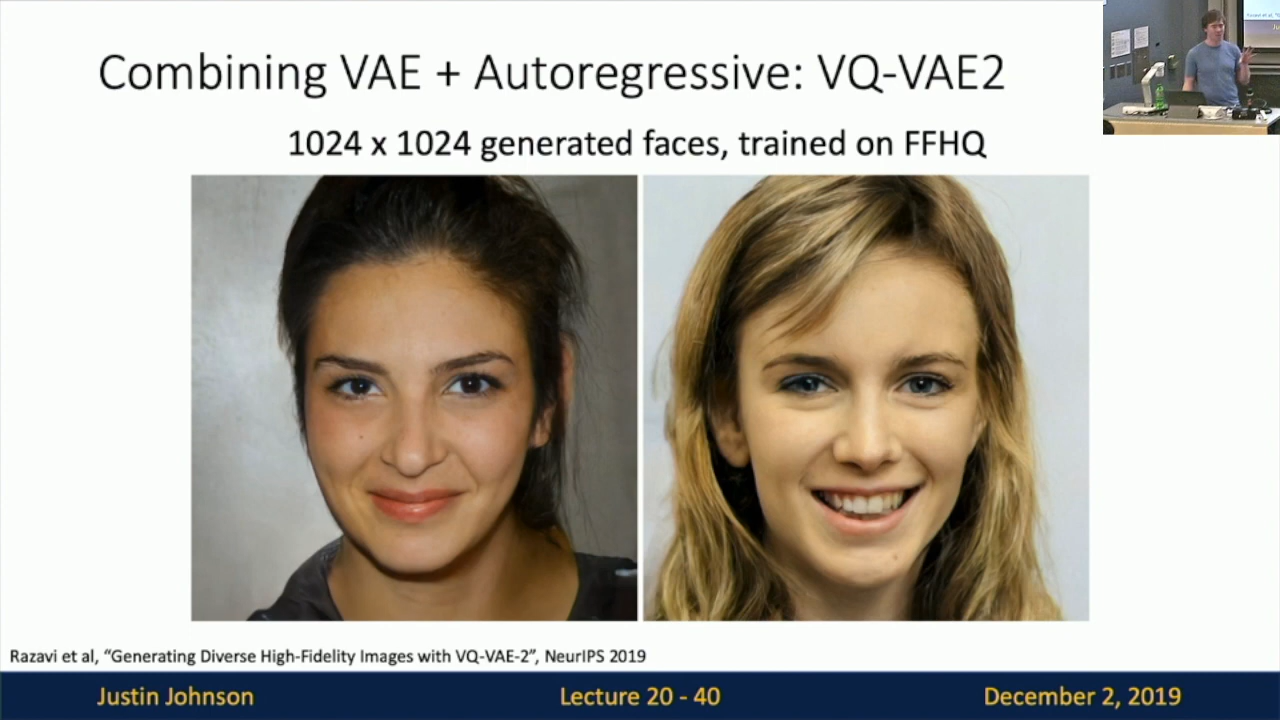 Combining VAE + Autoregressive: VQ-VAE2
1024 x 1024 generated faces, trained on FFHQ
Razavi et al, “Generating Diverse High-Fidelity Images with VQ-VAE-2”, NeurIPS 2019
Justin Johnson
Lecture 20 - 40
December 2, 2019